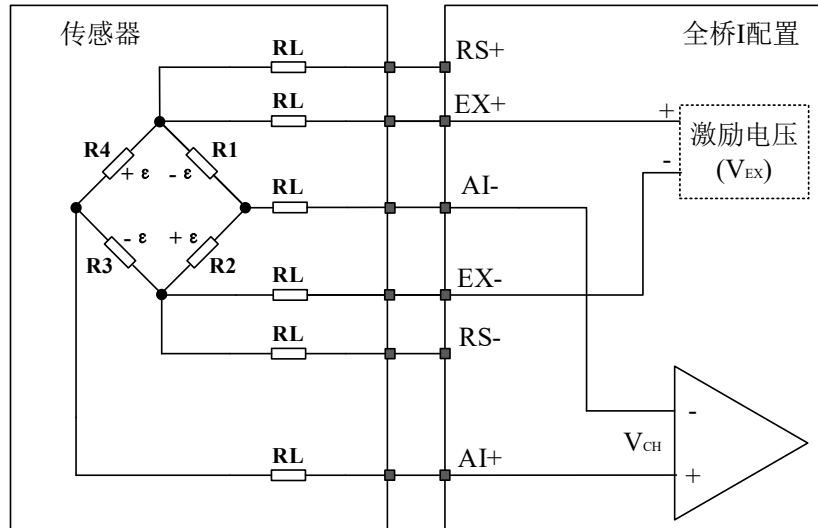 传感器
全桥I配置
RL
RS+
RL
EX+
+
激励电压
(VEX)
-
R4
R1
+ ε
- ε
RL
AI-
- ε
+ ε
R3
R2
RL
EX-
RL
RS-
-
VCH
RL
AI+
+